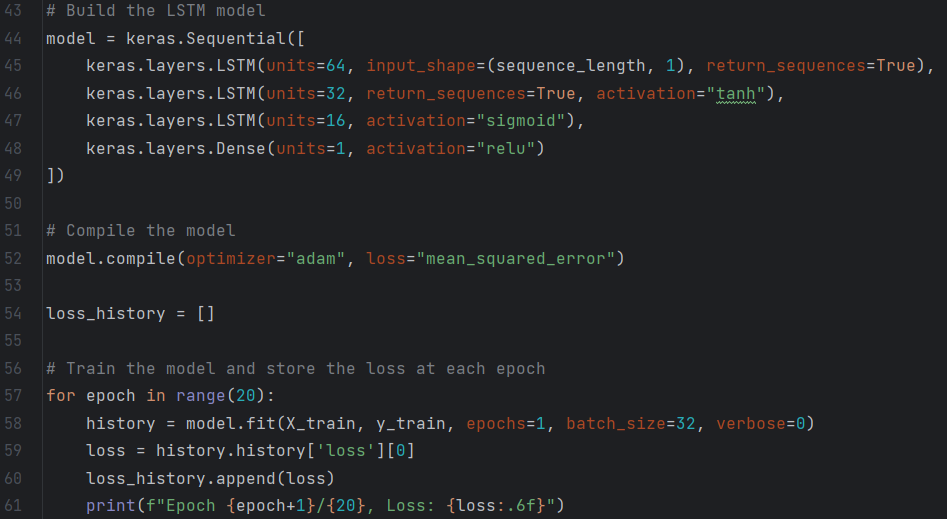 43 # Build the LSTM model
44 model = keras.Sequential([
45     keras.layers.LSTM(units=64, input_shape=(sequence_length, 1), return_sequences=True),
46     keras.layers.LSTM(units=32, return_sequences=True, activation="tanh"),
47     keras.layers.LSTM(units=16, activation="sigmoid"),
48     keras.layers.Dense(units=1, activation="relu")
49 ])
50
51 # Compile the model
52 model.compile(optimizer="adam", loss="mean_squared_error")
53
54 loss_history = []
55
56 # Train the model and store the loss at each epoch
57 for epoch in range(20):
58     history = model.fit(X_train, y_train, epochs=1, batch_size=32, verbose=0)
59     loss = history.history['loss'][0]
60     loss_history.append(loss)
61     print(f"Epoch {epoch+1}/{20}, Loss: {loss:.6f}")